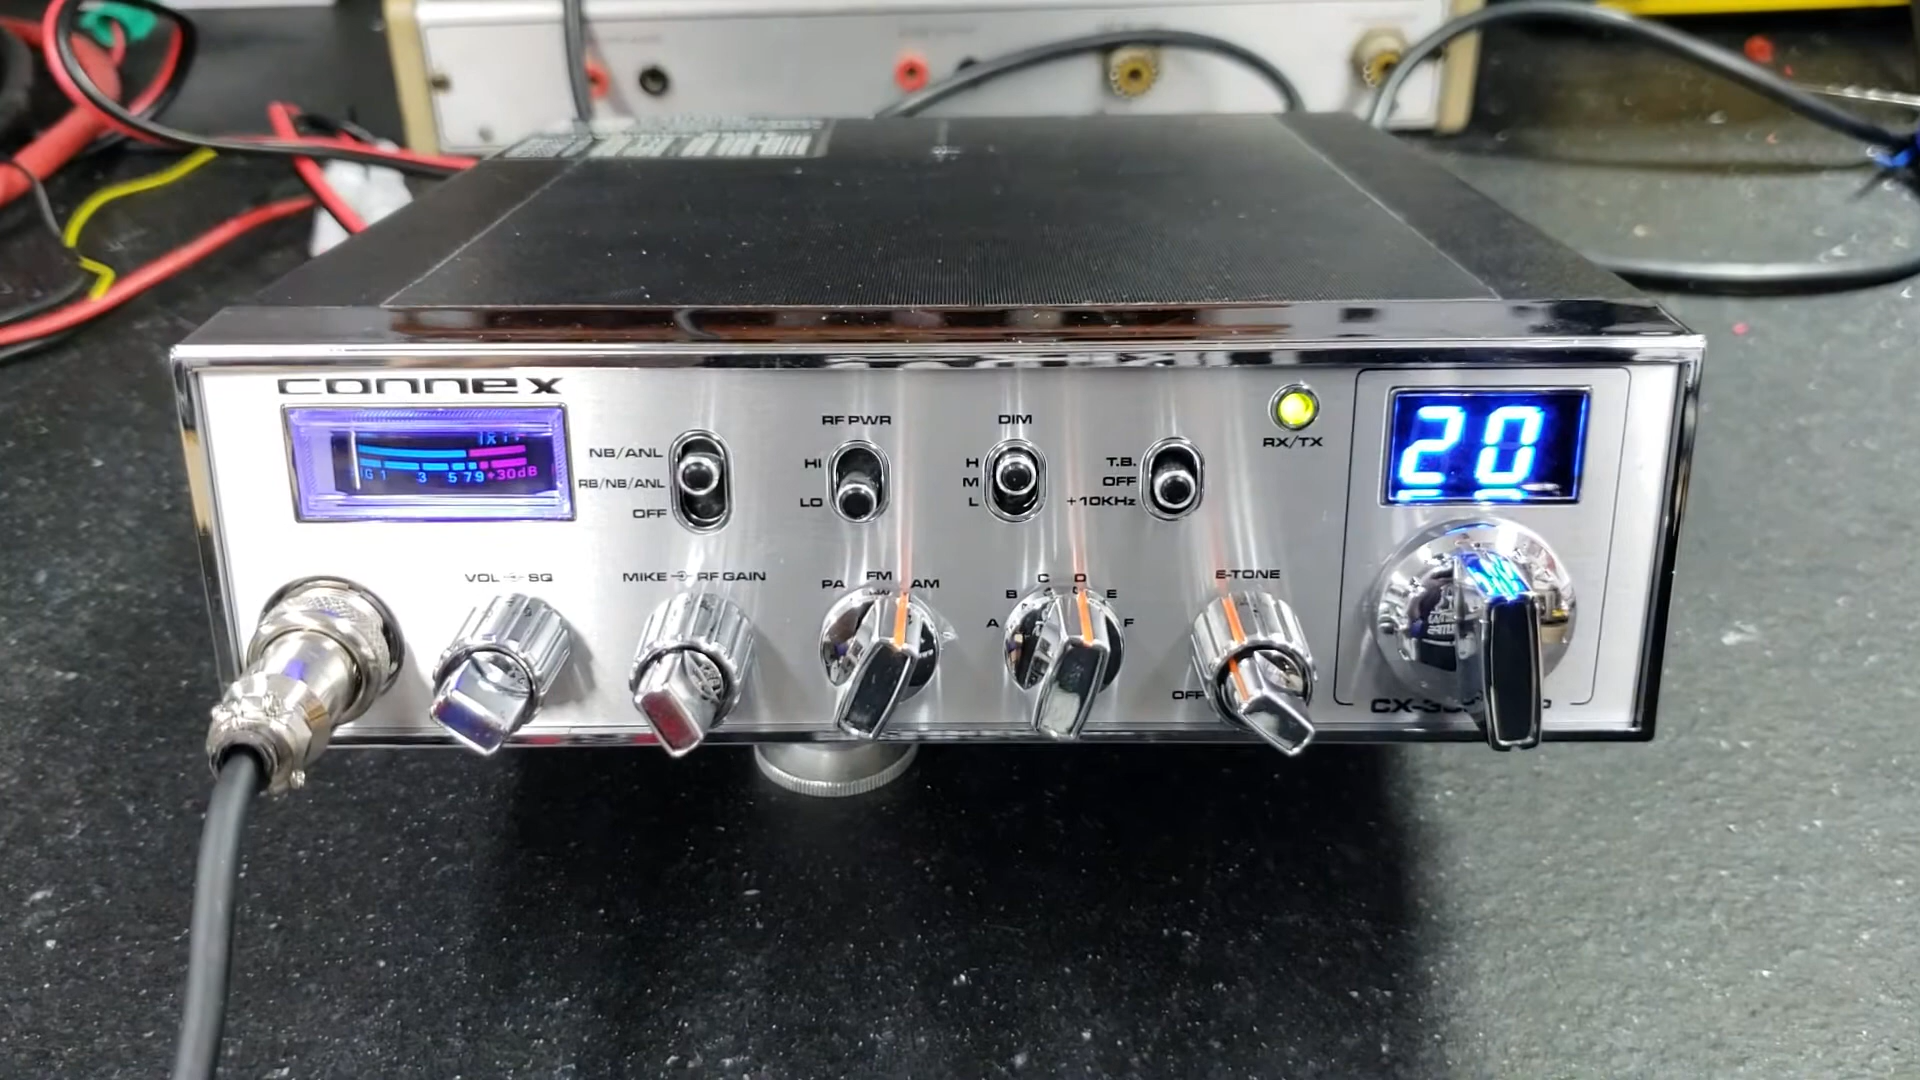 connex
20
RX/TX
RF PWR
DIM
NB/ANL
RB/NB/ANL
OFF
HI
LO
H
M
L
T.B.
OFF
+10KHz
1 3 5 7 9 +30dB
VOL SQ
MIKE RF GAIN
PA FM AM
A B C D E F
E-TONE
OFF